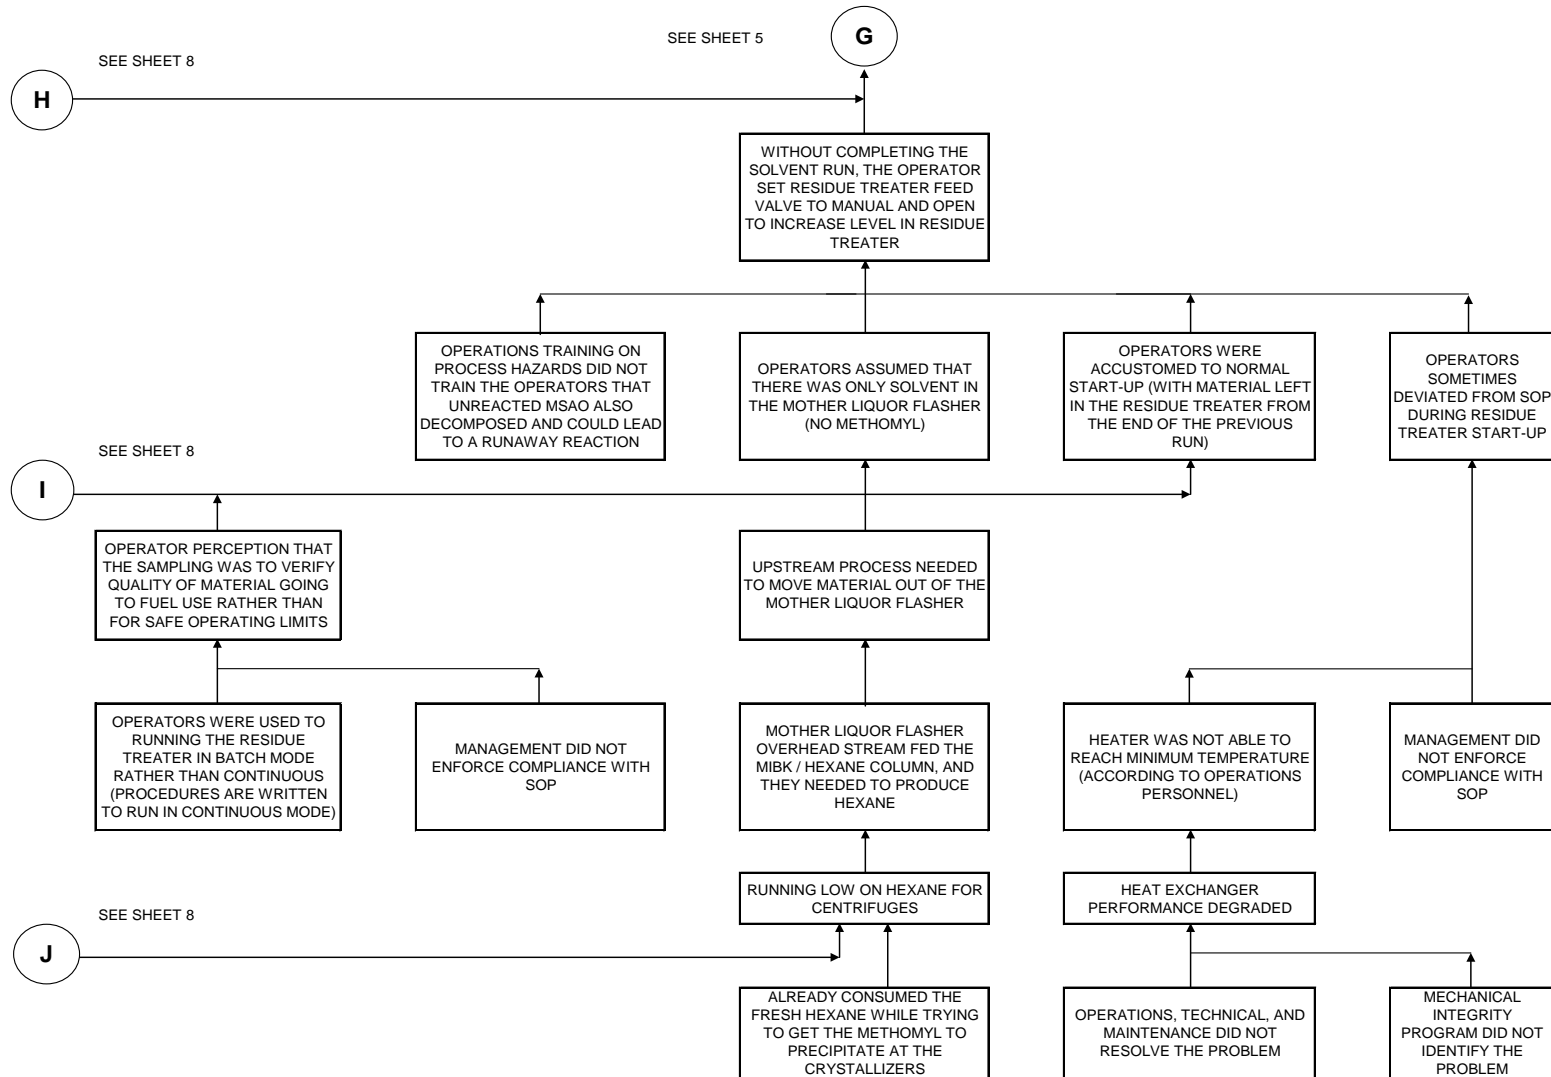 SEE SHEET 5
G
SEE SHEET 8
H
WITHOUT COMPLETING THE
SOLVENT RUN, THE OPERATOR
SET RESIDUE TREATER FEED
VALVE TO MANUAL AND OPEN
TO INCREASE LEVEL IN RESIDUE
TREATER
OPERATIONS TRAINING ON
PROCESS HAZARDS DID NOT
TRAIN THE OPERATORS THAT
UNREACTED MSAO ALSO
DECOMPOSED AND COULD LEAD
TO A RUNAWAY REACTION
OPERATORS ASSUMED THAT
THERE WAS ONLY SOLVENT IN
THE MOTHER LIQUOR FLASHER
(NO METHOMYL)
OPERATORS WERE
ACCUSTOMED TO NORMAL
START-UP (WITH MATERIAL LEFT
IN THE RESIDUE TREATER FROM
THE END OF THE PREVIOUS
RUN)
OPERATORS
SOMETIMES
DEVIATED FROM SOP
DURING RESIDUE
TREATER START-UP
SEE SHEET 8
I
OPERATOR PERCEPTION THAT
THE SAMPLING WAS TO VERIFY
QUALITY OF MATERIAL GOING
TO FUEL USE RATHER THAN
FOR SAFE OPERATING LIMITS
UPSTREAM PROCESS NEEDED
TO MOVE MATERIAL OUT OF THE
MOTHER LIQUOR FLASHER
OPERATORS WERE USED TO
RUNNING THE RESIDUE
TREATER IN BATCH MODE
RATHER THAN CONTINUOUS
(PROCEDURES ARE WRITTEN
TO RUN IN CONTINUOUS MODE)
MANAGEMENT DID NOT
ENFORCE COMPLIANCE WITH
SOP
MOTHER LIQUOR FLASHER
OVERHEAD STREAM FED THE
MIBK / HEXANE COLUMN, AND
THEY NEEDED TO PRODUCE
HEXANE
HEATER WAS NOT ABLE TO
REACH MINIMUM TEMPERATURE
(ACCORDING TO OPERATIONS
PERSONNEL)
MANAGEMENT DID
NOT ENFORCE
COMPLIANCE WITH
SOP
RUNNING LOW ON HEXANE FOR
CENTRIFUGES
HEAT EXCHANGER
PERFORMANCE DEGRADED
SEE SHEET 8
J
ALREADY CONSUMED THE
FRESH HEXANE WHILE TRYING
TO GET THE METHOMYL TO
PRECIPITATE AT THE
CRYSTALLIZERS
OPERATIONS, TECHNICAL, AND
MAINTENANCE DID NOT
RESOLVE THE PROBLEM
MECHANICAL
INTEGRITY
PROGRAM DID NOT
IDENTIFY THE
PROBLEM